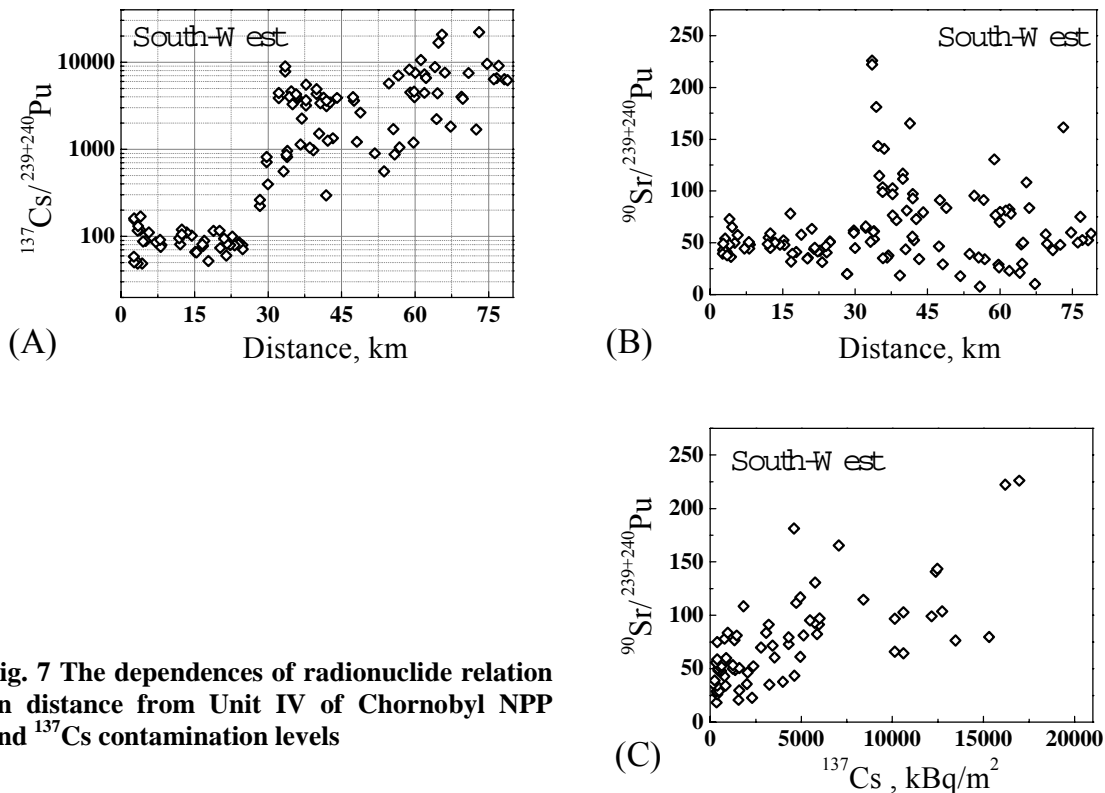 South-West
137Cs/239+240Pu
10000
1000
100
0 15 30 45 60 75
Distance, km
(A)
South-West
90Sr/239+240Pu
250
200
150
100
50
0
0 15 30 45 60 75
Distance, km
(B)
South-West
90Sr/239+240Pu
250
200
150
100
50
0
0 5000 10000 15000 20000
137Cs , kBq/m2
(C)
ig. 7 The dependences of radionuclide relation
n distance from Unit IV of Chornobyl NPP
nd 137Cs contamination levels